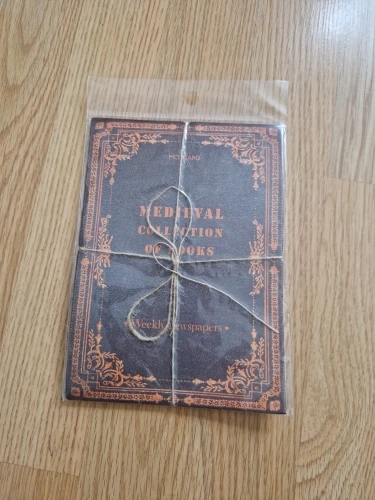 MEDIEVAL
COLLECTION
OF BOOKS
Weekly Newspapers